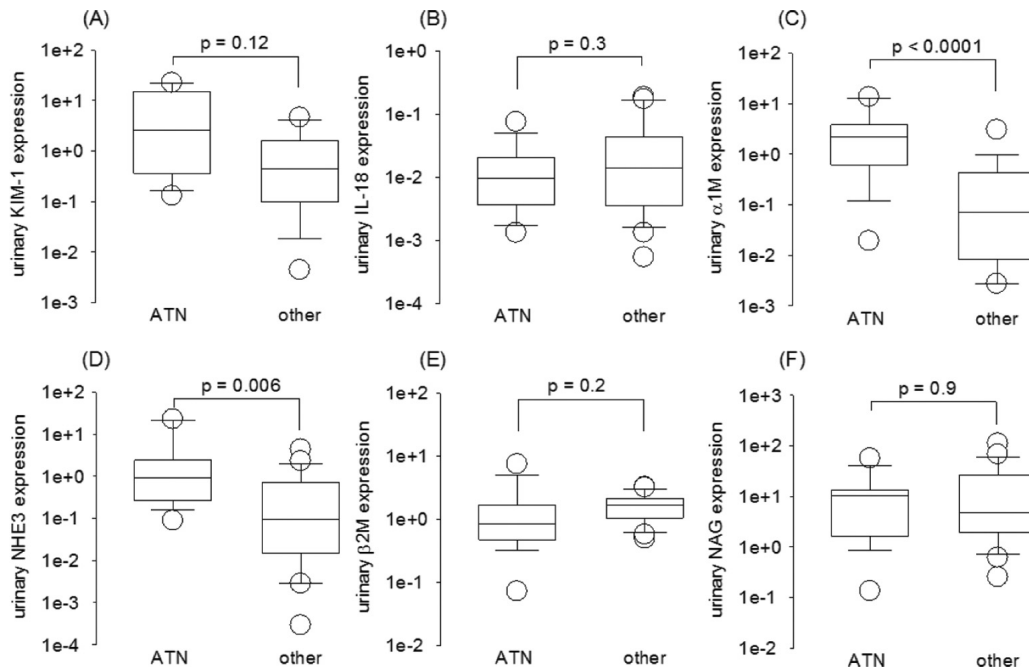 (A)
p = 0.12
urinary KIM-1 expression
1e+2
1e+1
1e+0
1e-1
1e-2
1e-3
ATN other
(B)
p = 0.3
urinary IL-18 expression
1e+0
1e-1
1e-2
1e-3
1e-4
ATN other
(C)
p < 0.0001
urinary α1M expression
1e+2
1e+1
1e+0
1e-1
1e-2
1e-3
ATN other
(D)
p = 0.006
urinary NHE3 expression
1e+2
1e+1
1e+0
1e-1
1e-2
1e-3
1e-4
ATN other
(E)
p = 0.2
urinary β2M expression
1e+2
1e+1
1e+0
1e-1
1e-2
ATN other
(F)
p = 0.9
urinary NAG expression
1e+3
1e+2
1e+1
1e+0
1e-1
1e-2
ATN other